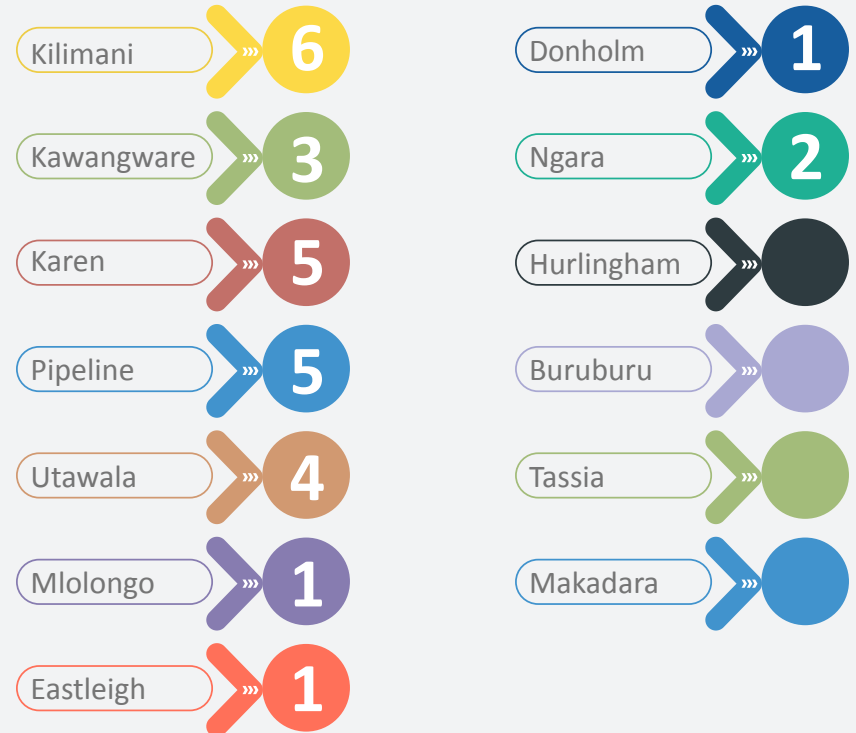 Kilimani »» 6
Kawangware »» 3
Karen »» 5
Pipeline »» 5
Utawala »» 4
Mlolongo »» 1
Eastleigh »» 1
Donholm »» 1
Ngara »» 2
Hurlingham »»
Buruburu »»
Tassia »»
Makadara »»